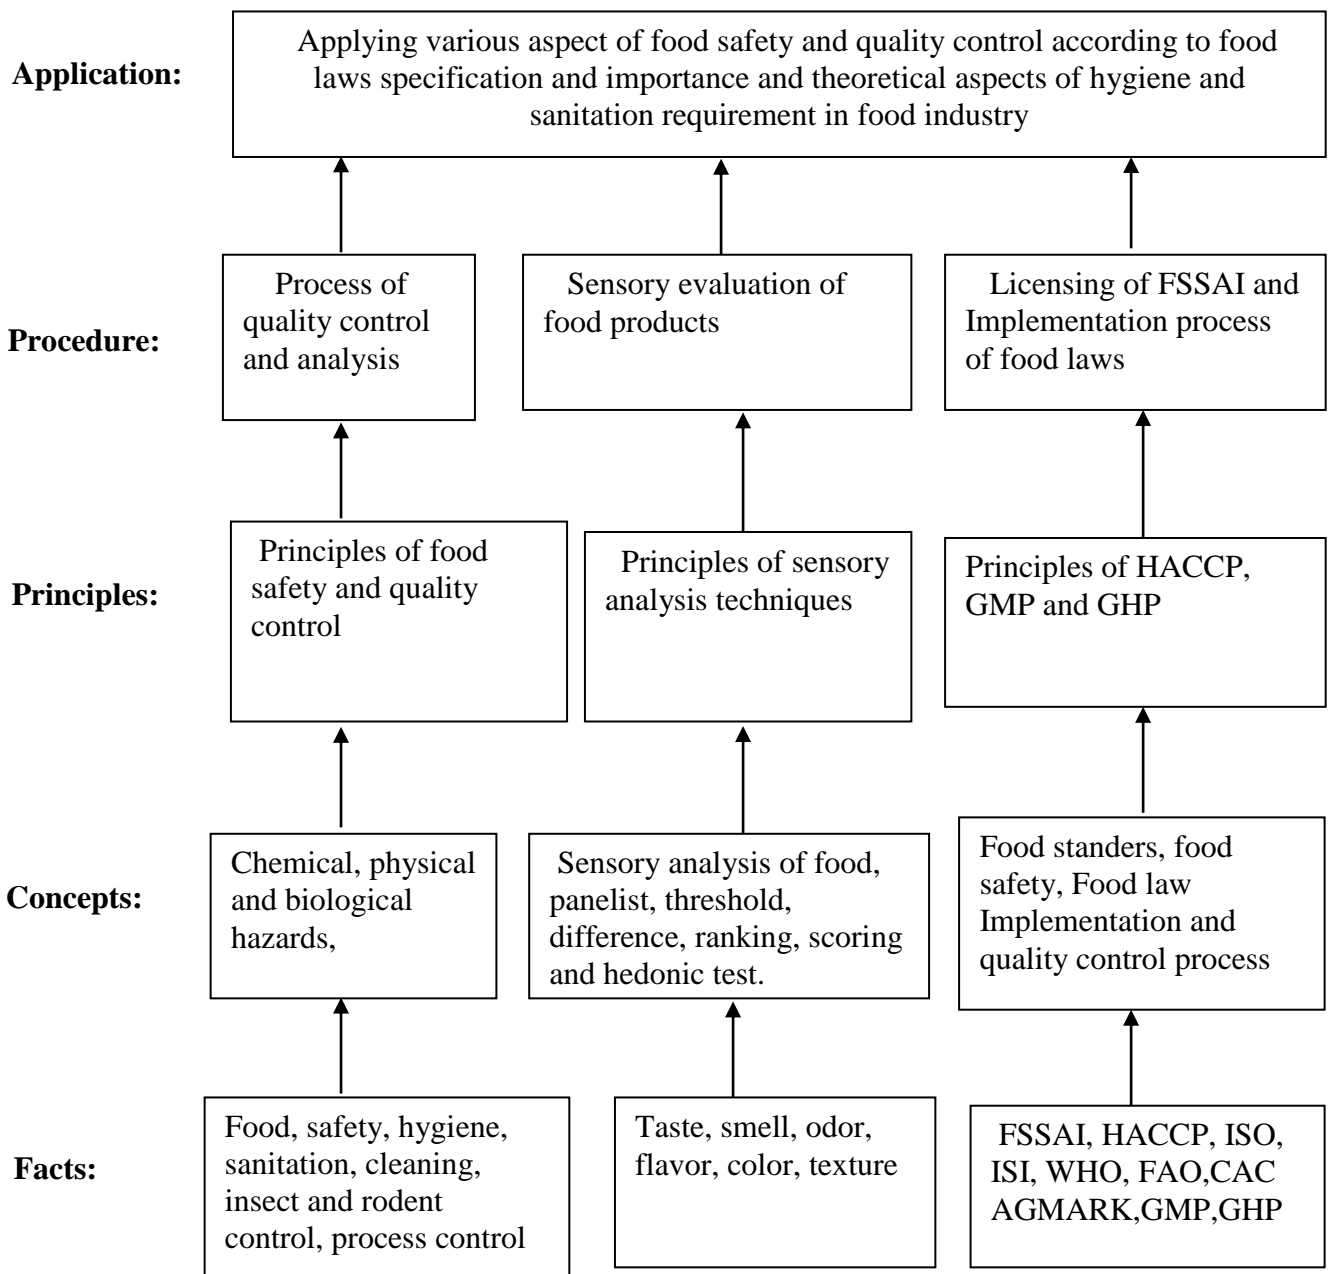 Application:
Applying various aspect of food safety and quality control according to food
laws specification and importance and theoretical aspects of hygiene and
sanitation requirement in food industry
Procedure:
Process of
quality control
and analysis
Sensory evaluation of
food products
Licensing of FSSAI and
Implementation process
of food laws
Principles:
Principles of food
safety and quality
control
Principles of sensory
analysis techniques
Principles of HACCP,
GMP and GHP
Concepts:
Chemical, physical
and biological
hazards,
Sensory analysis of food,
panelist, threshold,
difference, ranking, scoring
and hedonic test.
Food standers, food
safety, Food law
Implementation and
quality control process
Facts:
Food, safety, hygiene,
sanitation, cleaning,
insect and rodent
control, process control
Taste, smell, odor,
flavor, color, texture
FSSAI, HACCP, ISO,
ISI, WHO, FAO,CAC
AGMARK,GMP,GHP